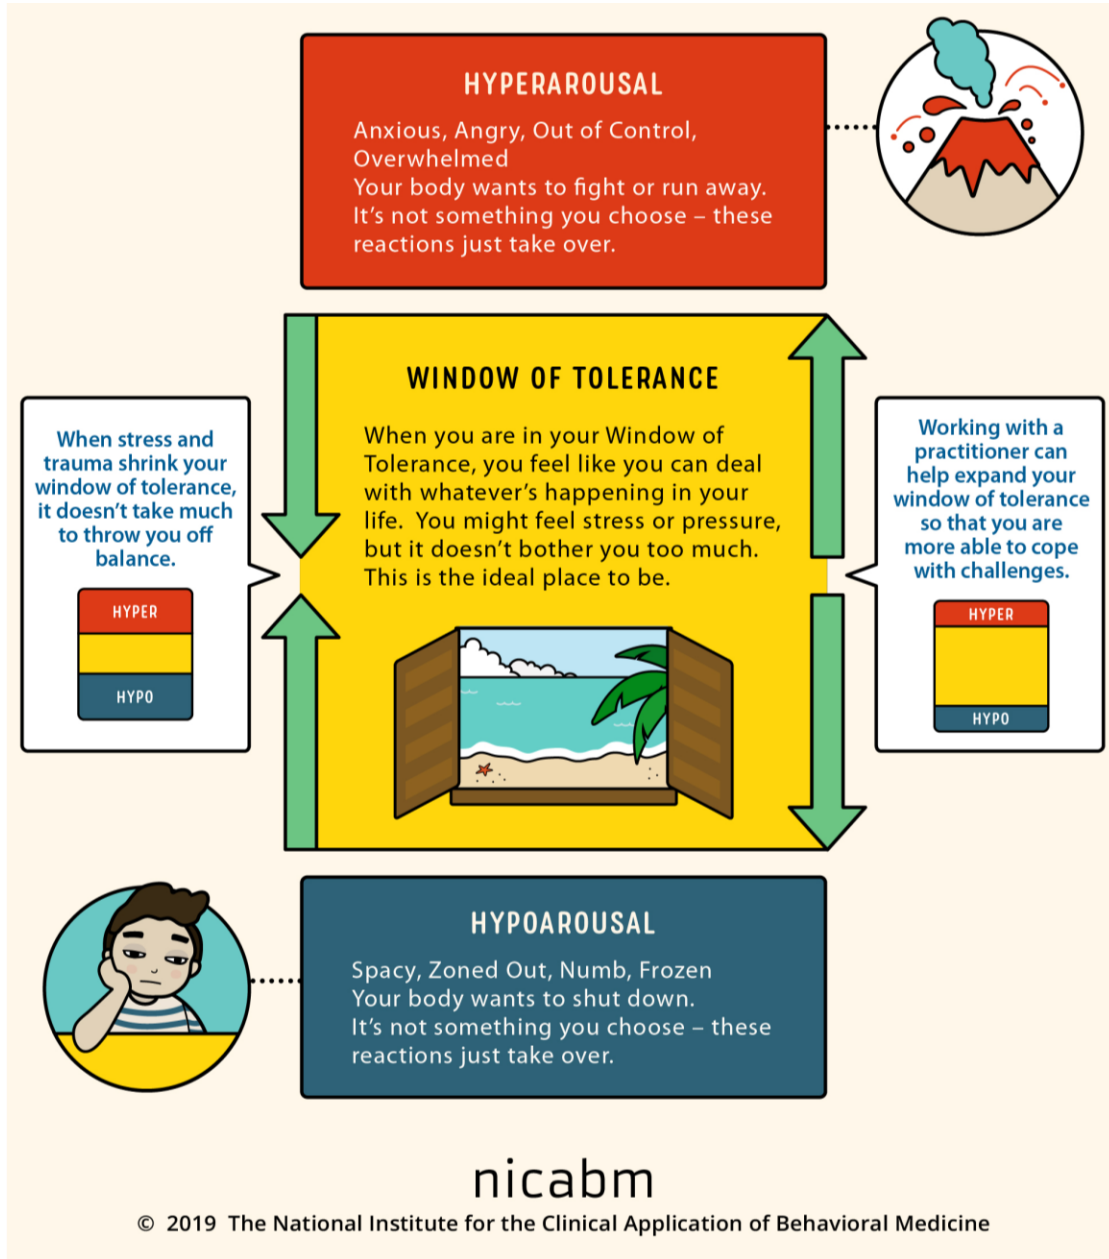 HYPERAROUSAL
Anxious, Angry, Out of Control,
Overwhelmed
Your body wants to fight or run away.
It’s not something you choose – these
reactions just take over.
WINDOW OF TOLERANCE
When you are in your Window of
Tolerance, you feel like you can deal
with whatever’s happening in your
life.  You might feel stress or pressure,
but it doesn’t bother you too much.
This is the ideal place to be.
When stress and
trauma shrink your
window of tolerance,
it doesn’t take much
to throw you off
balance.
HYPER
HYPO
Working with a
practitioner can
help expand your
window of tolerance
so that you are
more able to cope
with challenges.
HYPER
HYPO
HYPOAROUSAL
Spacy, Zoned Out, Numb, Frozen
Your body wants to shut down.
It’s not something you choose – these
reactions just take over.
nicabm
© 2019 The National Institute for the Clinical Application of Behavioral Medicine